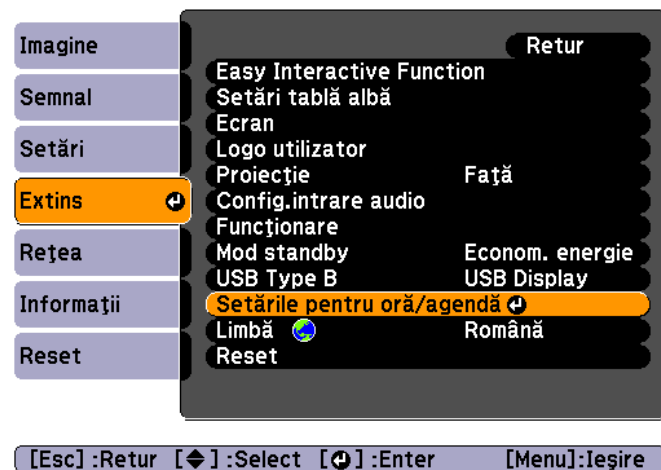 Imagine
Semnal
Setări
Extins
Reţea
Informaţii
Reset
Retur
Easy Interactive Function
Setări tablă albă
Ecran
Logo utilizator
Proiecţie Faţă
Config.intrare audio
Funcţionare
Mod standby Econom. energie
USB Type B USB Display
Setările pentru oră/agendă
Limbă Română
Reset
[Esc] :Retur [◆] :Select [↵] :Enter [Menu]:Ieşire